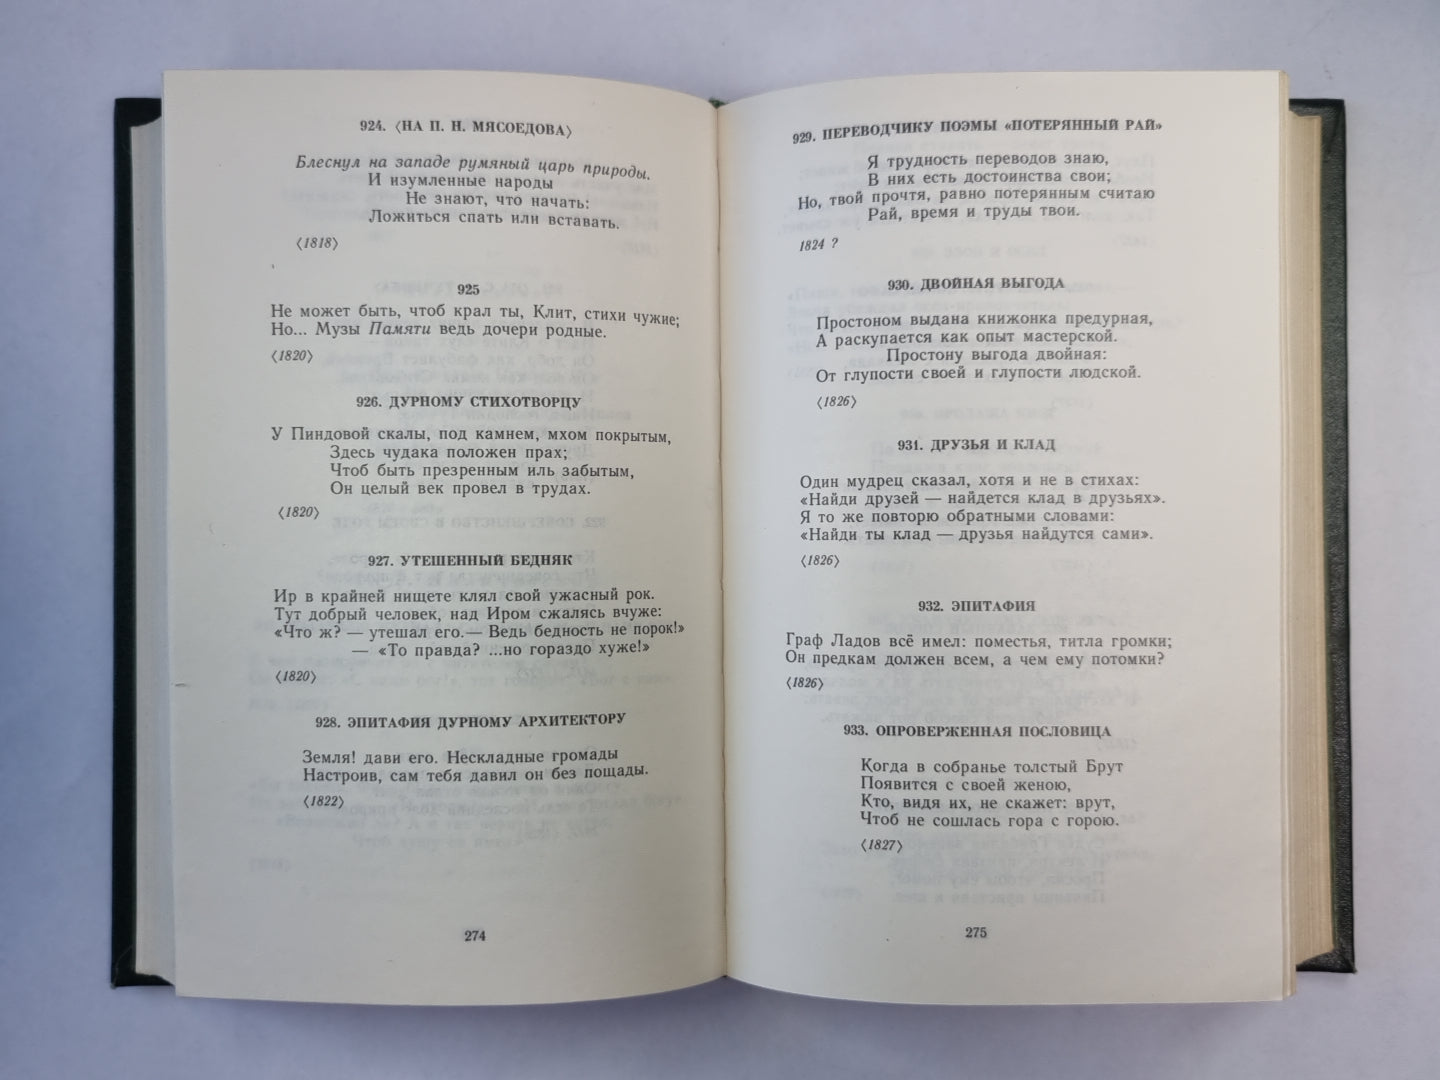 924. ⟨НА П. Н. МЯСОЕДОВА⟩
Блеснул на западе румяный царь природы.
И изумленные народы
Не знают, что начать:
Ложиться спать или вставать.
⟨1818⟩
925
Не может быть, чтоб крал ты, Клит, стихи чужие;
Но... Музы Памяти ведь дочери родные.
⟨1820⟩
926. ДУРНОМУ СТИХОТВОРЦУ
У Пиндовой скалы, под камнем, мхом покрытым,
Здесь чудака положен прах;
Чтоб быть презренным иль забытым,
Он целый век провел в трудах.
⟨1820⟩
927. УТЕШЕННЫЙ БЕДНЯК
Ир в крайней нищете клял свой ужасный рок.
Тут добрый человек, над Иром сжалясь вчуже:
«Что ж? — утешал его.— Ведь бедность не порок!»
— «То правда? ...но гораздо хуже!»
⟨1820⟩
928. ЭПИТАФИЯ ДУРНОМУ АРХИТЕКТОРУ
Земля! дави его. Нескладные громады
Настроив, сам тебя давил он без пощады.
⟨1822⟩
274
929. ПЕРЕВОДЧИКУ ПОЭМЫ «ПОТЕРЯННЫЙ РАЙ»
Я трудность переводов знаю,
В них есть достоинства свои;
Но, твой прочтя, равно потерянным считаю
Рай, время и труды твои.
1824 ?
930. ДВОЙНАЯ ВЫГОДА
Простоном выдана книжонка предурная,
А раскупается как опыт мастерской.
Простону выгода двойная:
От глупости своей и глупости людской.
⟨1826⟩
931. ДРУЗЬЯ И КЛАД
Один мудрец сказал, хотя и не в стихах:
«Найди друзей — найдется клад в друзьях».
Я то же повторю обратными словами:
«Найди ты клад — друзья найдутся сами».
⟨1826⟩
932. ЭПИТАФИЯ
Граф Ладов всё имел: поместья, титла громки;
Он предкам должен всем, а чем ему потомки?
⟨1826⟩
933. ОПРОВЕРЖЕННАЯ ПОСЛОВИЦА
Когда в собранье толстый Брут
Появится с своей женою,
Кто, видя их, не скажет: врут,
Чтоб не сошлась гора с горою.
⟨1827⟩
275